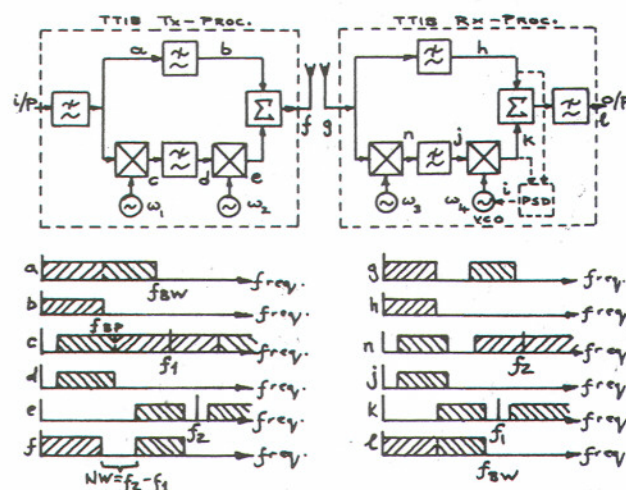 TTIB Tx-PROC.
TTIB Rx-PROC.
a
b
h
i/p
Σ
f
g
Σ
o/p
l
c
d
e
n
j
k
i
PSD
ω1
ω2
ω3
ω4
VCO
a
fBW
freq.
b
freq.
fBP
c
f1
freq.
d
freq.
e
f2
freq.
f
freq.
NW=f2-f1
g
freq.
h
freq.
n
f2
freq.
j
freq.
k
f1
freq.
l
freq.
fBW